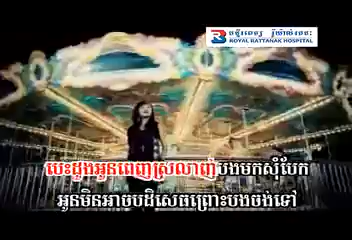 មន្ទីរពេទ្យ រ៉ូយ៉ាល់រតនៈ
ROYAL RATTANAK HOSPITAL
បេះដូងអូនពេញស្រលាញ់បងមកសុំបែក
អូនមិនអាចបដិសេធព្រោះបងចង់ទៅ